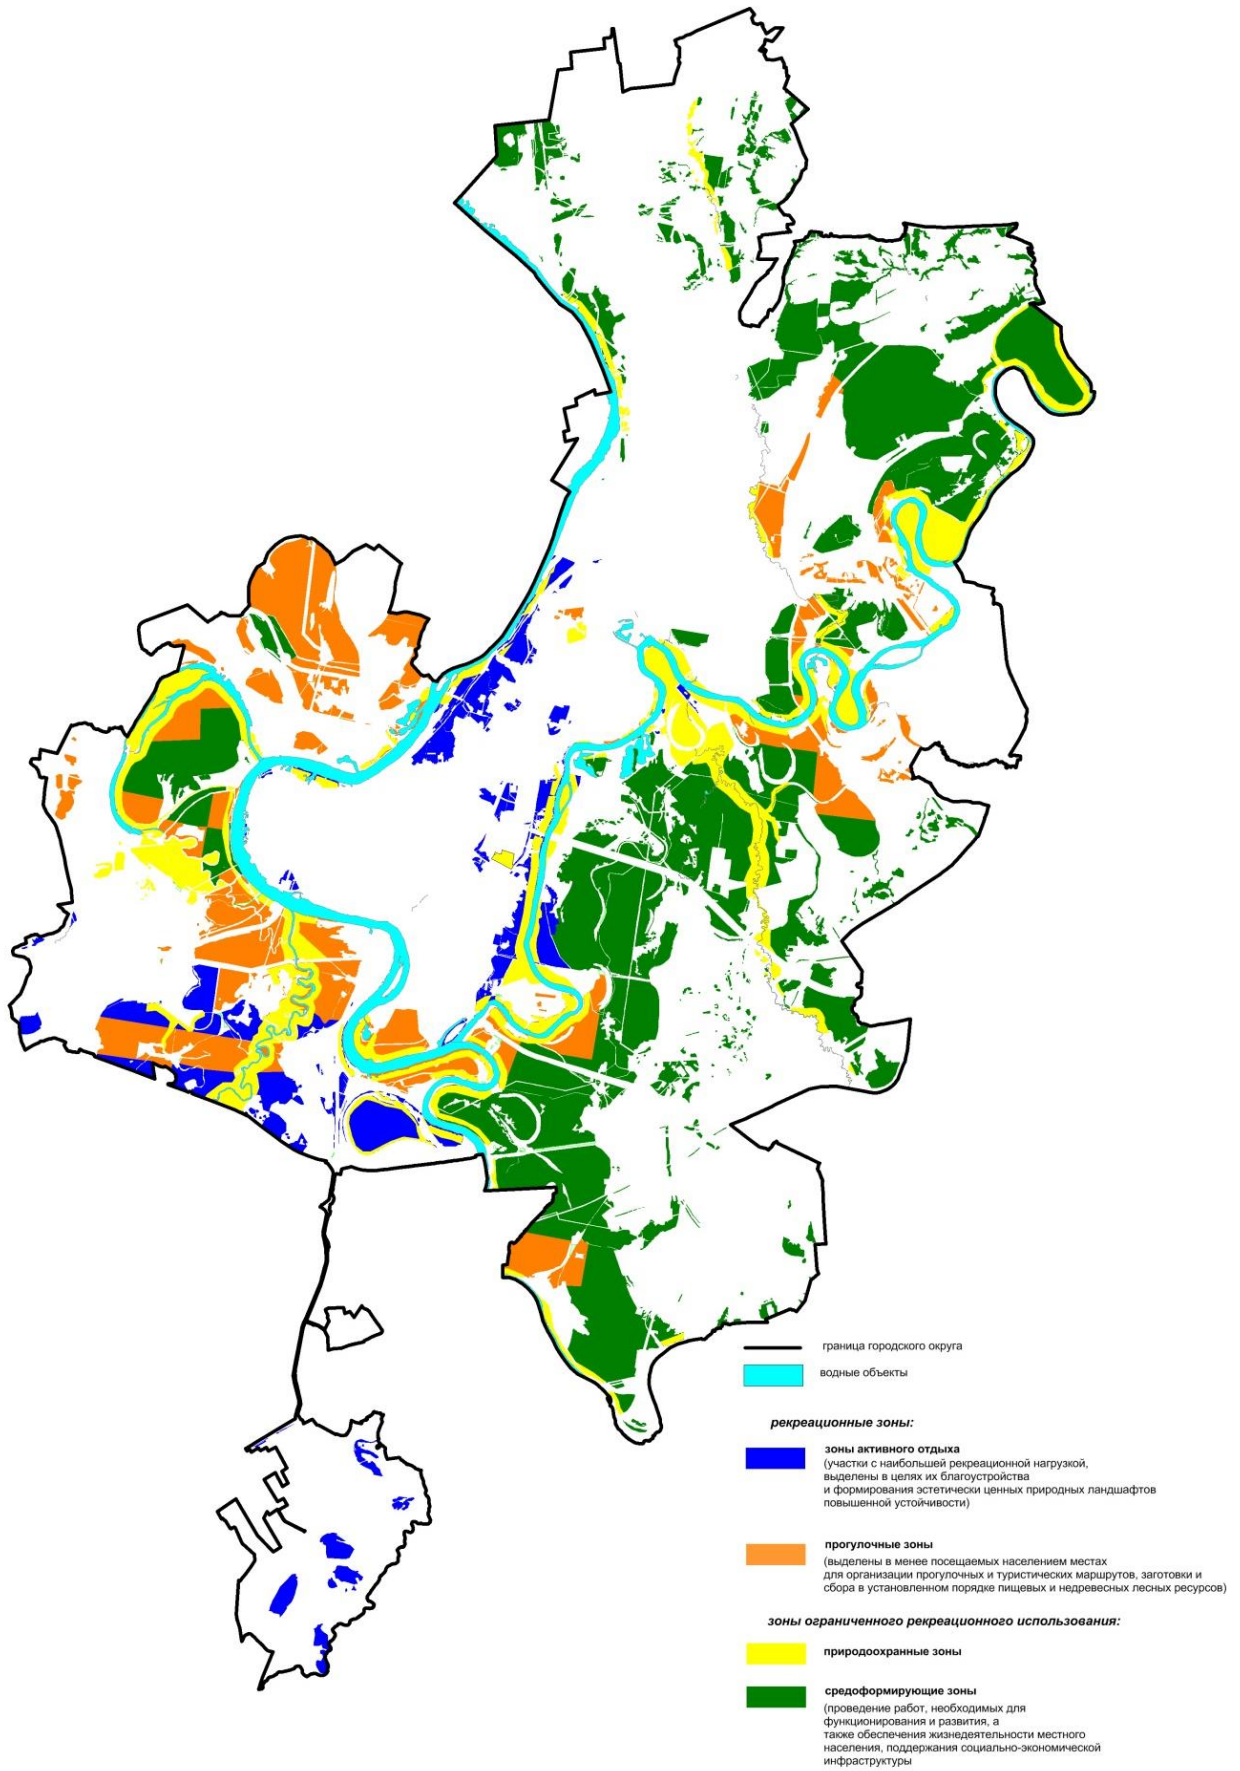 граница городского округа
водные объекты
рекреационные зоны:
зоны активного отдыха
(участки с наибольшей рекреационной нагрузкой,
выделены в целях их благоустройства
и формирования эстетически ценных природных ландшафтов
повышенной устойчивости)
прогулочные зоны
(выделены в менее посещаемых населением местах
для организации прогулочных и туристических маршрутов, заготовки и
сбора в установленном порядке пищевых и недревесных лесных ресурсов)
зоны ограниченного рекреационного использования:
природоохранные зоны
средоформирующие зоны
(проведение работ, необходимых для
функционирования и развития, а
также обеспечения жизнедеятельности местного
населения, поддержания социально-экономической
инфраструктуры